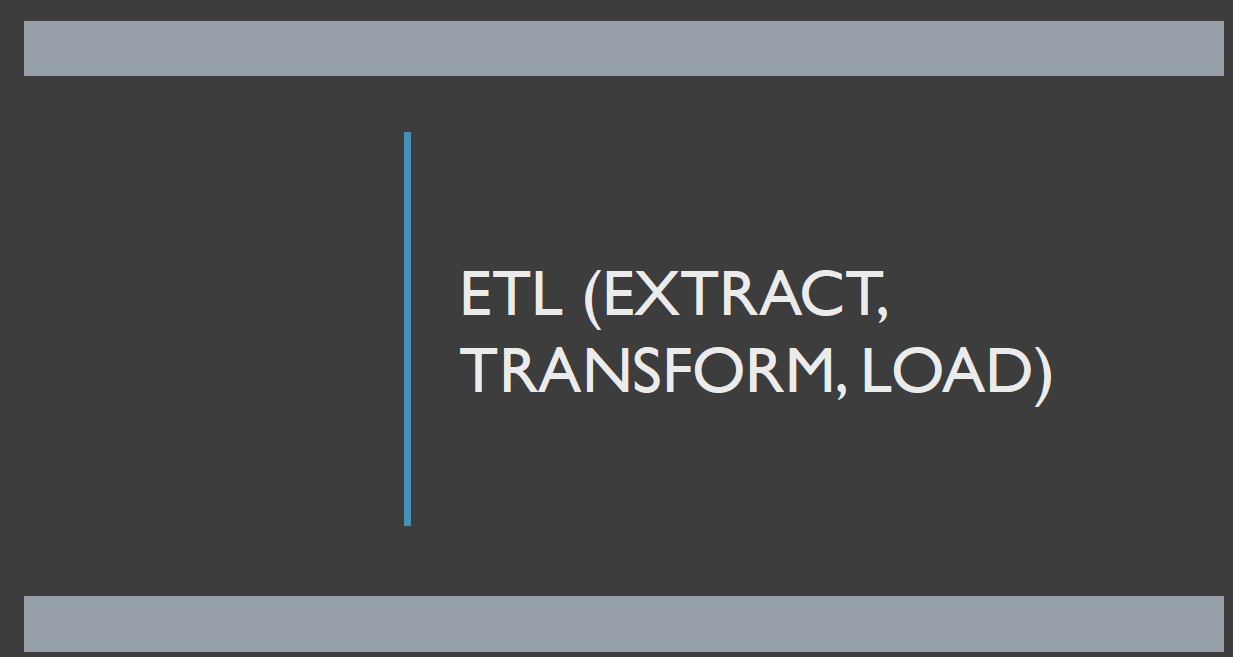 ETL (EXTRACT,
TRANSFORM, LOAD)